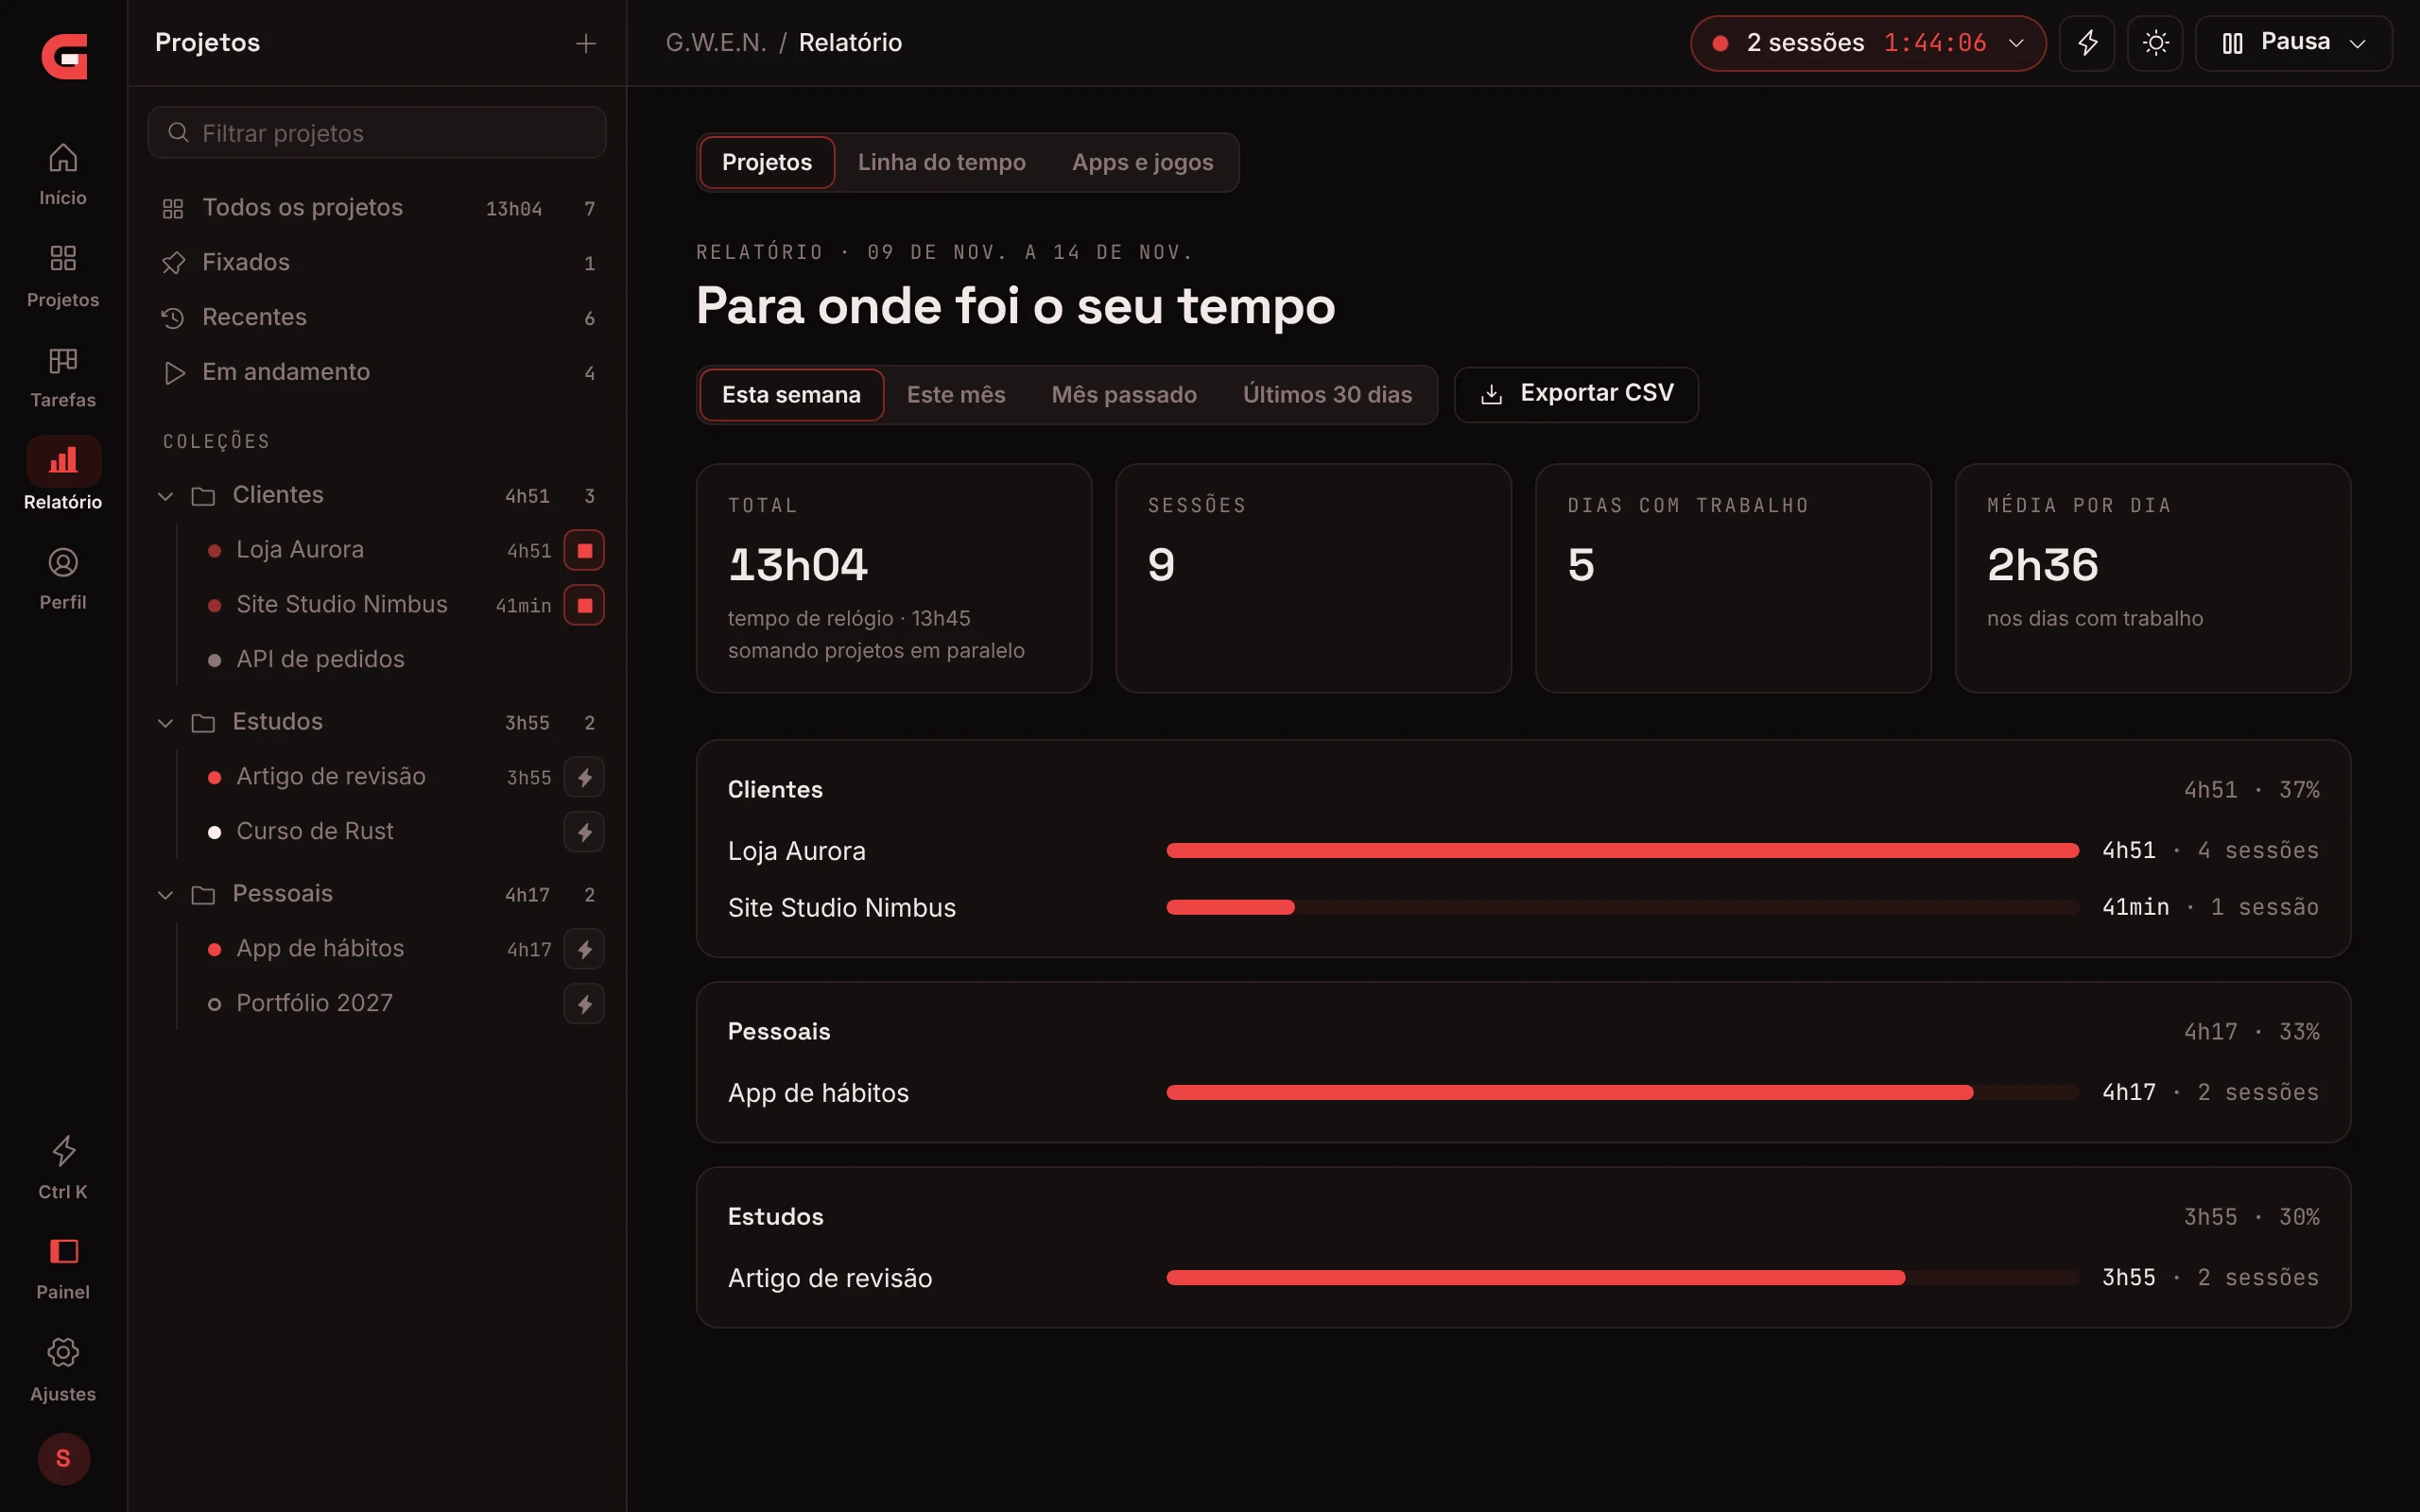 Início
Projetos
Tarefas
Relatório
Perfil
Ctrl K
Painel
Ajustes
S
Projetos
Filtrar projetos
Todos os projetos 13h04 7
Fixados 1
Recentes 6
Em andamento 4
COLEÇÕES
Clientes 4h51 3
Loja Aurora 4h51
Site Studio Nimbus 41min
API de pedidos
Estudos 3h55 2
Artigo de revisão 3h55
Curso de Rust
Pessoais 4h17 2
App de hábitos 4h17
Portfólio 2027
G.W.E.N. / Relatório
2 sessões 1:44:06
Pausa
Projetos Linha do tempo Apps e jogos
RELATÓRIO · 09 DE NOV. A 14 DE NOV.
Para onde foi o seu tempo
Esta semana Este mês Mês passado Últimos 30 dias Exportar CSV
TOTAL
13h04
tempo de relógio · 13h45
somando projetos em paralelo
SESSÕES
9
DIAS COM TRABALHO
5
MÉDIA POR DIA
2h36
nos dias com trabalho
Clientes 4h51 · 37%
Loja Aurora 4h51 · 4 sessões
Site Studio Nimbus 41min · 1 sessão
Pessoais 4h17 · 33%
App de hábitos 4h17 · 2 sessões
Estudos 3h55 · 30%
Artigo de revisão 3h55 · 2 sessões